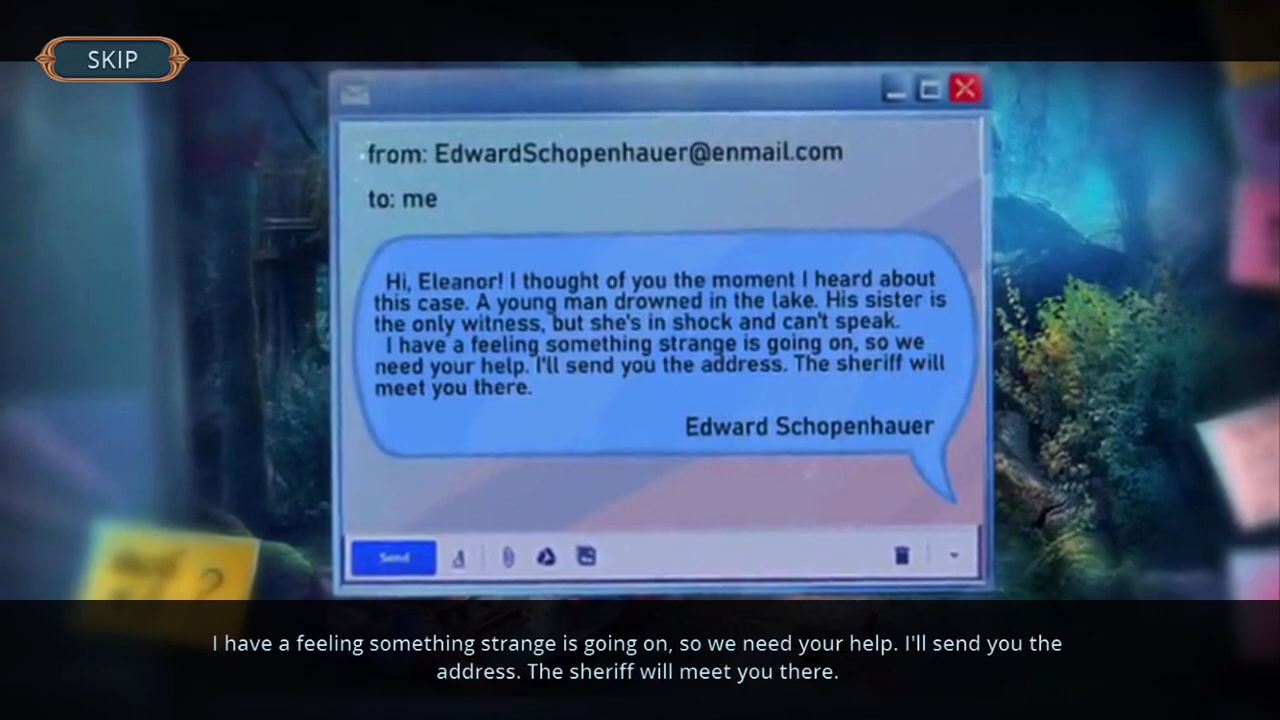 SKIP
from: EdwardSchopenhauer@enmail.com
to: me
Hi, Eleanor! I thought of you the moment I heard about
this case. A young man drowned in the lake. His sister is
the only witness, but she's in shock and can't speak.
I have a feeling something strange is going on, so we
need your help. I'll send you the address. The sheriff will
meet you there.
Edward Schopenhauer
Send
?
I have a feeling something strange is going on, so we need your help. I'll send you the
address. The sheriff will meet you there.